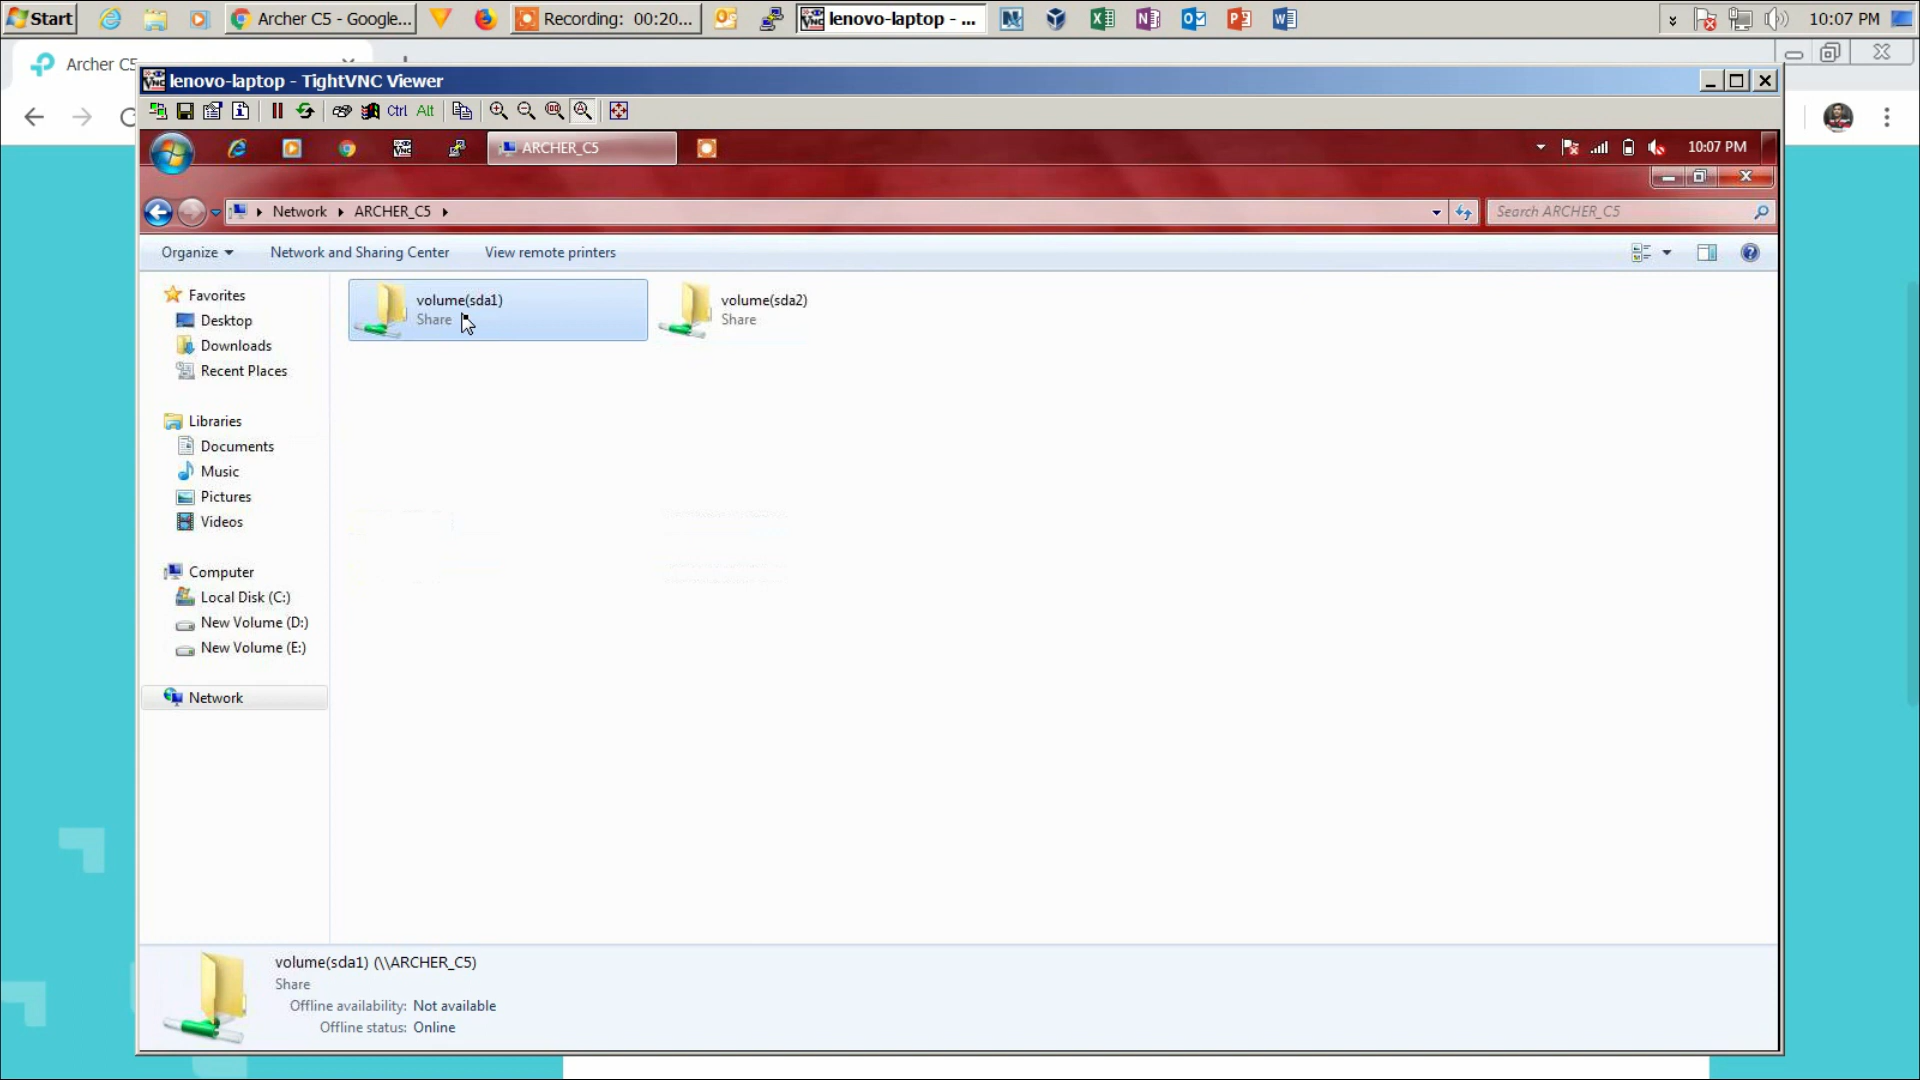 Start
Archer C5 - Google...
Recording: 00:20...
lenovo-laptop - ...
10:07 PM
Archer C5
lenovo-laptop - TightVNC Viewer
Ctrl Alt
ARCHER_C5
10:07 PM
Network ARCHER_C5
Search ARCHER_C5
Organize
Network and Sharing Center
View remote printers
Favorites
Desktop
Downloads
Recent Places
Libraries
Documents
Music
Pictures
Videos
Computer
Local Disk (C:)
New Volume (D:)
New Volume (E:)
Network
volume(sda1)
Share
volume(sda2)
Share
volume(sda1) (\\ARCHER_C5)
Share
Offline availability: Not available
Offline status: Online